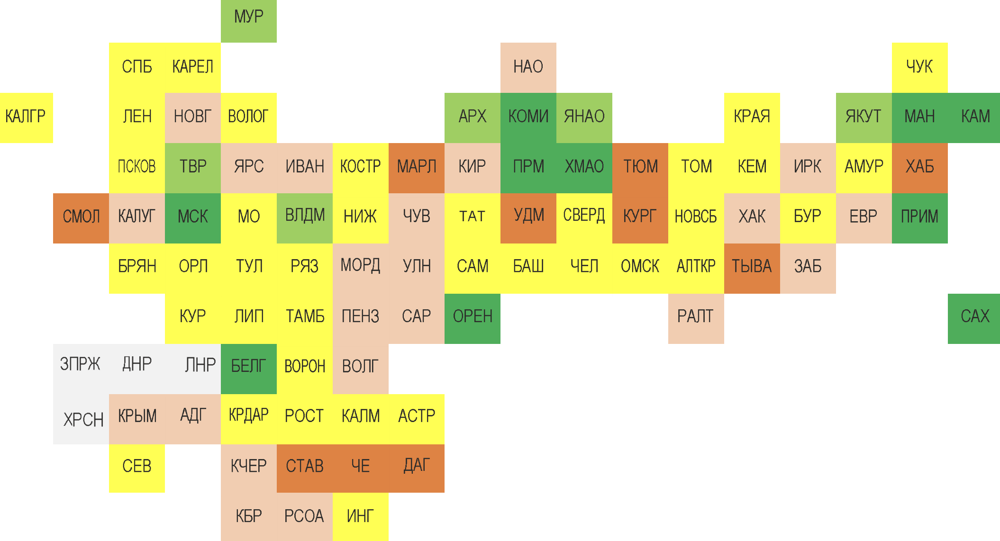 МУР
СПБ КАРЕЛ НАО ЧУК
КАЛГР ЛЕН НОВГ ВОЛОГ АРХ КОМИ ЯНАО КРАЯ ЯКУТ МАН КАМ
ПСКОВ ТВР ЯРС ИВАН КОСТР МАРЛ КИР ПРМ ХМАО ТЮМ ТОМ КЕМ ИРК АМУР ХАБ
СМОЛ КАЛУГ МСК МО ВЛДМ НИЖ ЧУВ ТАТ УДМ СВЕРД КУРГ НОВСБ ХАК БУР ЕВР ПРИМ
БРЯН ОРЛ ТУЛ РЯЗ МОРД УЛН САМ БАШ ЧЕЛ ОМСК АЛТКР ТЫВА ЗАБ
КУР ЛИП ТАМБ ПЕНЗ САР ОРЕН РАЛТ САХ
ЗПРЖ ДНР ЛНР БЕЛГ ВОРОН ВОЛГ
ХРСН КРЫМ АДГ КРДАР РОСТ КАЛМ АСТР
СЕВ КЧЕР СТАВ ЧЕ ДАГ
КБР РСОА ИНГ